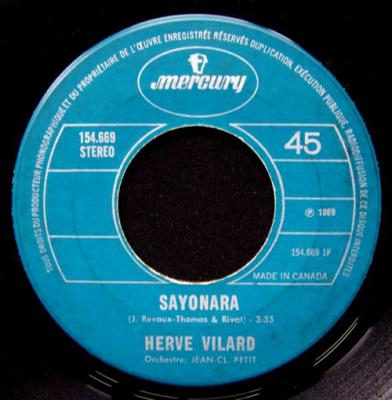 TOUS DROITS DU PRODUCTEUR PHONOGRAPHIQUE ET DU PROPRIÉTAIRE DE L'ŒUVRE ENREGISTRÉE RÉSERVÉS DUPLICATION, EXÉCUTION PUBLIQUE, RADIODIFFUSION DE CE DISQUE INTERDITES
mercury
154.669
STEREO
45
℗ 1969
154.669 1F
MADE IN CANADA
SAYONARA
(J. Revaux-Thomas & Rivat) - 3:35
HERVE VILARD
Orchestre: JEAN-CL. PETIT